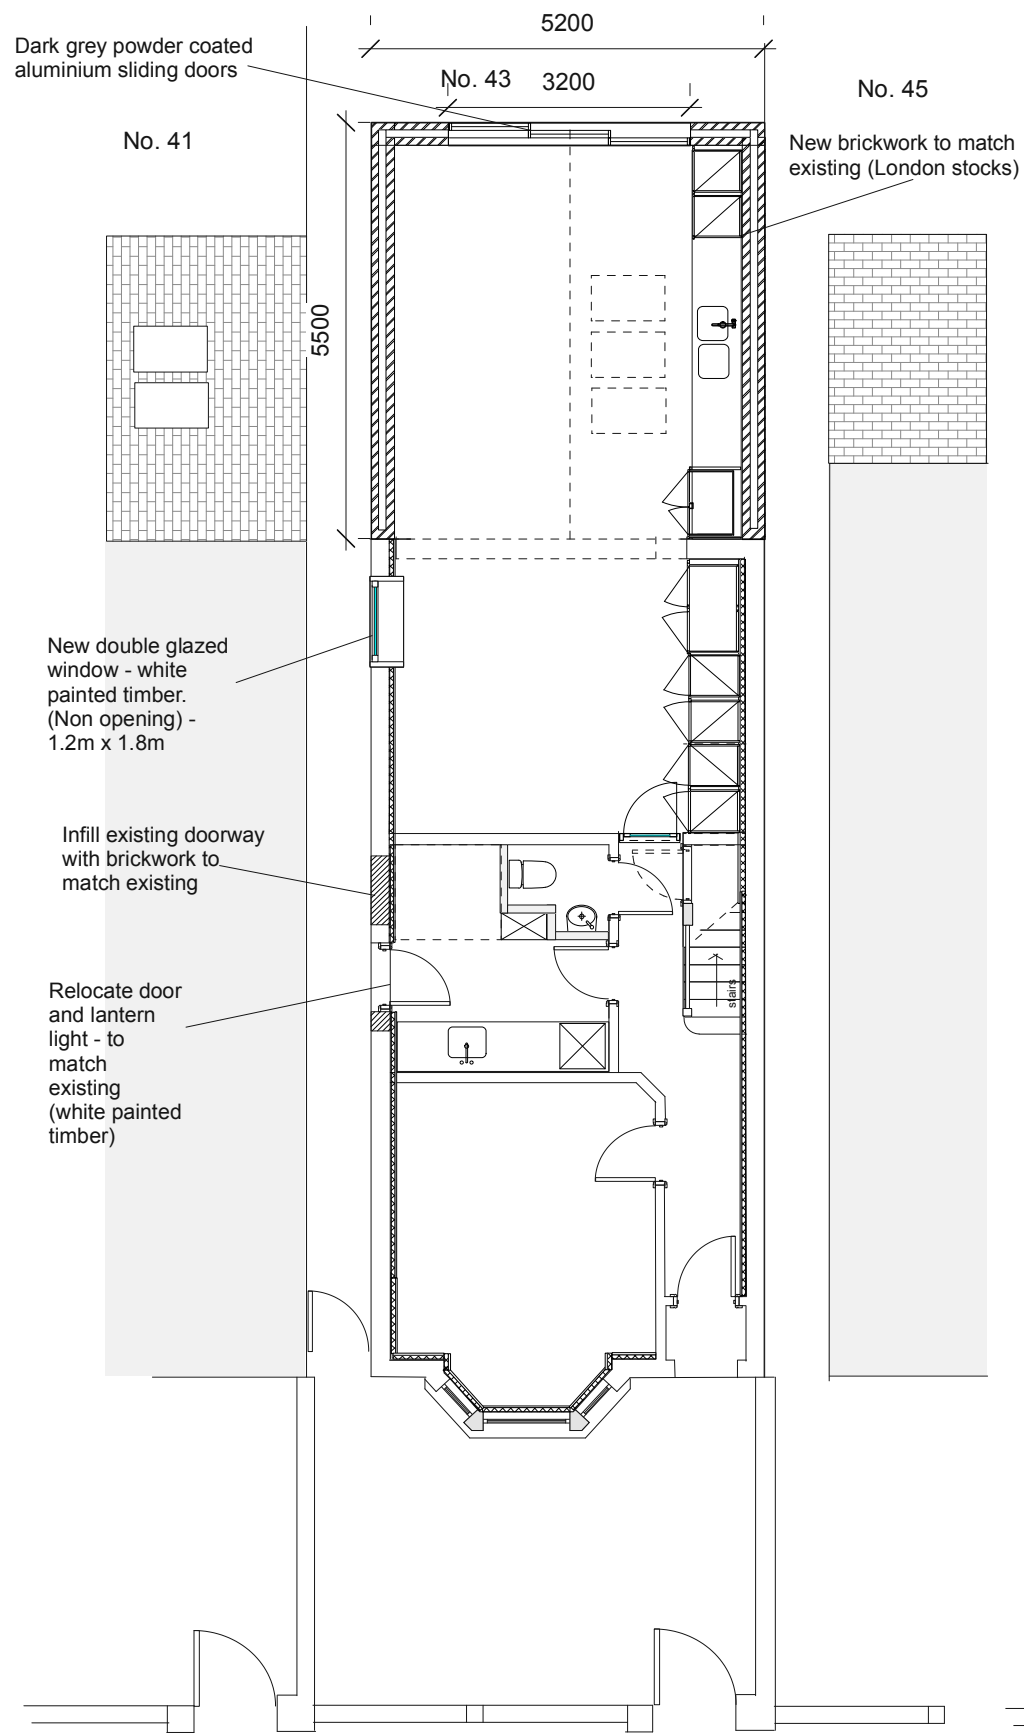 5200
Dark grey powder coated
aluminium sliding doors
No. 43
3200
No. 45
No. 41
New brickwork to match
existing (London stocks)
5500
New double glazed
window - white
painted timber.
(Non opening) -
1.2m x 1.8m
Infill existing doorway
with brickwork to
match existing
Relocate door
and lantern
light - to
match
existing
(white painted
timber)
stairs